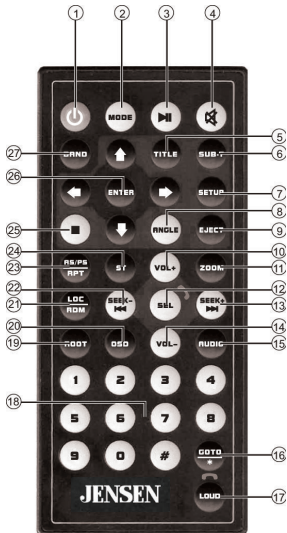 1 2 3 4
MODE
5
27 BAND TITLE SUB-T 6
26
ENTER SETUP 7
8
25 ANGLE EJECT 9
24 10
23 AS/PS RPT SY VOL+ ZOOM 11
22 12
21 LOC RDM SEEK- SEL SEEK+ 13
20 14
19 ROOT OSD VOL- AUDIO 15
1 2 3 4
18
5 6 7 8
9 0 # GOTO * 16
JENSEN LOUD 17